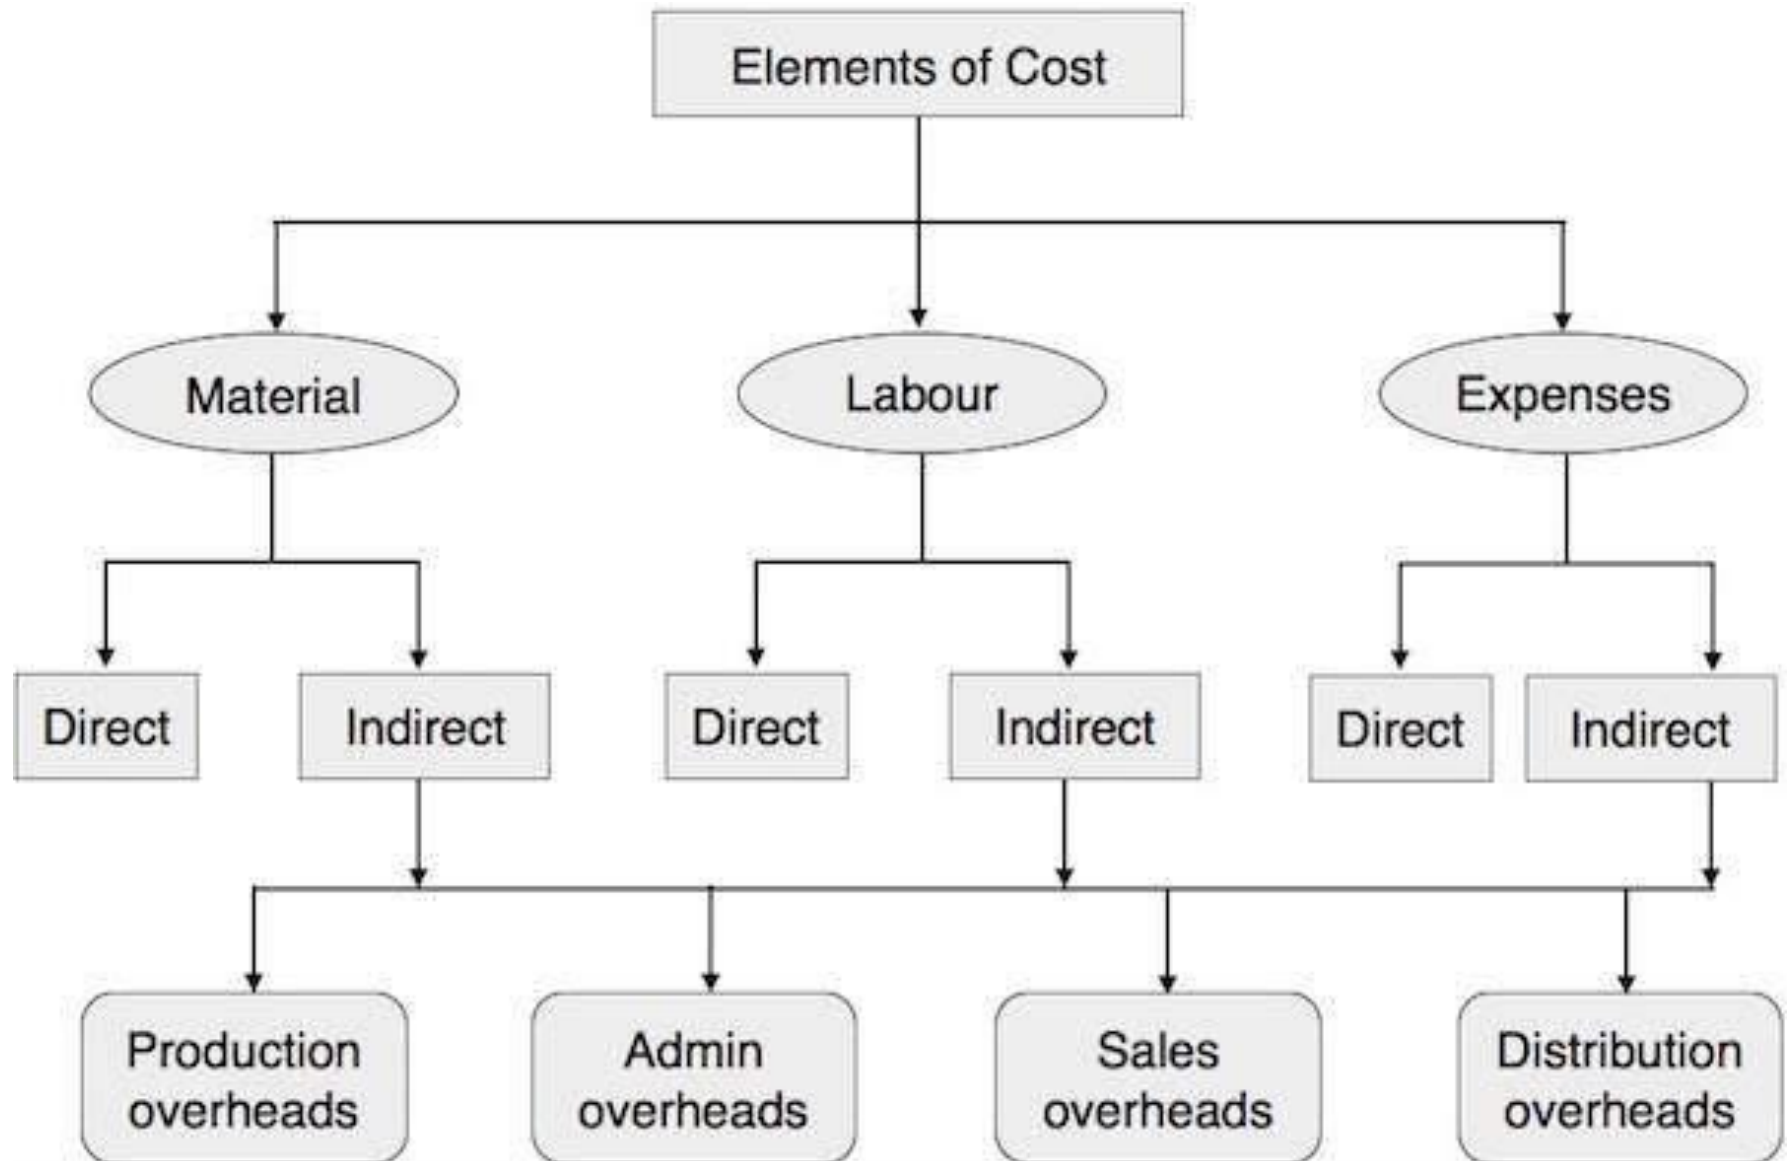 Elements of Cost
Material
Labour
Expenses
Direct
Indirect
Direct
Indirect
Direct
Indirect
Production
overheads
Admin
overheads
Sales
overheads
Distribution
overheads